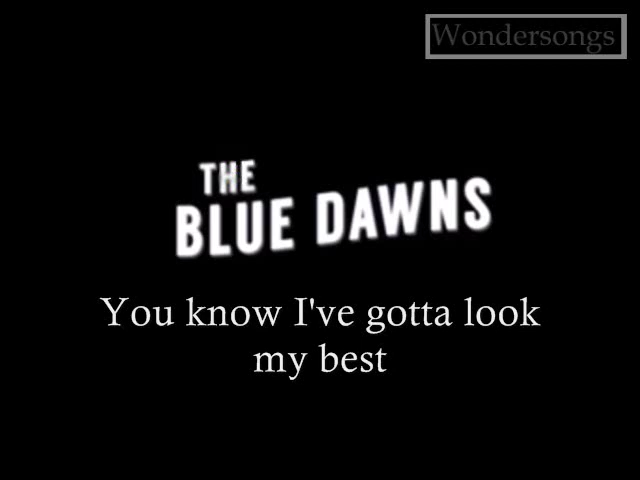 Wondersongs
THE
BLUE DAWNS
You know I've gotta look
my best